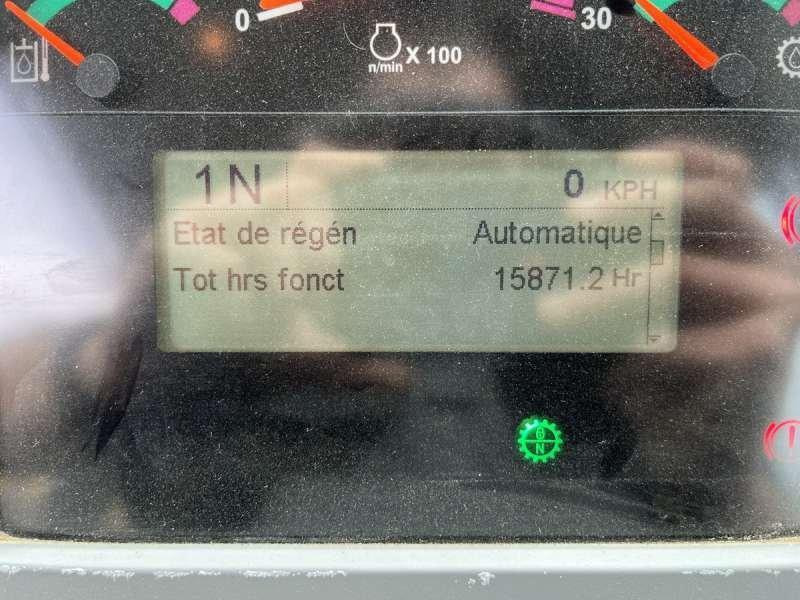 0
30
n/min X 100
1N 0 KPH
Etat de régén Automatique
Tot hrs fonct 15871.2 Hr
N